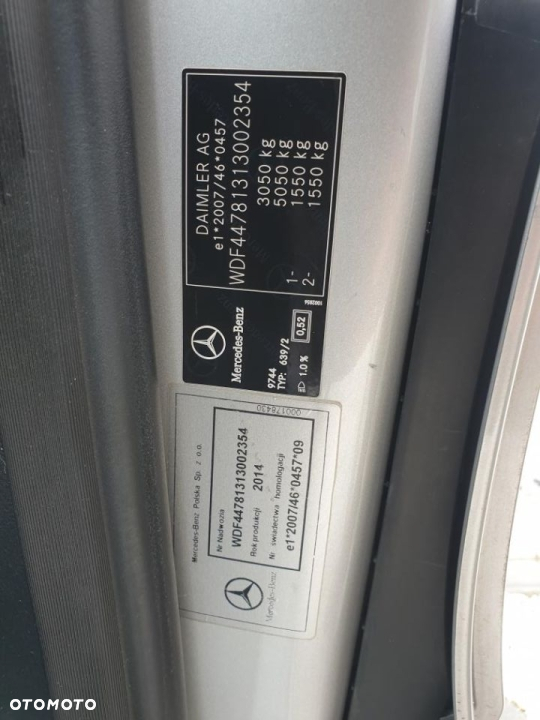 DAIMLER AG
e1*2007/46*0457
WDF44781313002354
3050 kg
5050 kg
1- 1550 kg
2- 1550 kg
Mercedes-Benz
9744
TYP: 639/2
0,52
1.0 %
Mercedes-Benz Polska Sp. z o.o.
Nr Nadwozia
WDF44781313002354
Rok produkcji 2014
Nr świadectwa homologacji
e1*2007/46*0457*09
Mercedes-Benz
OTOMOTO